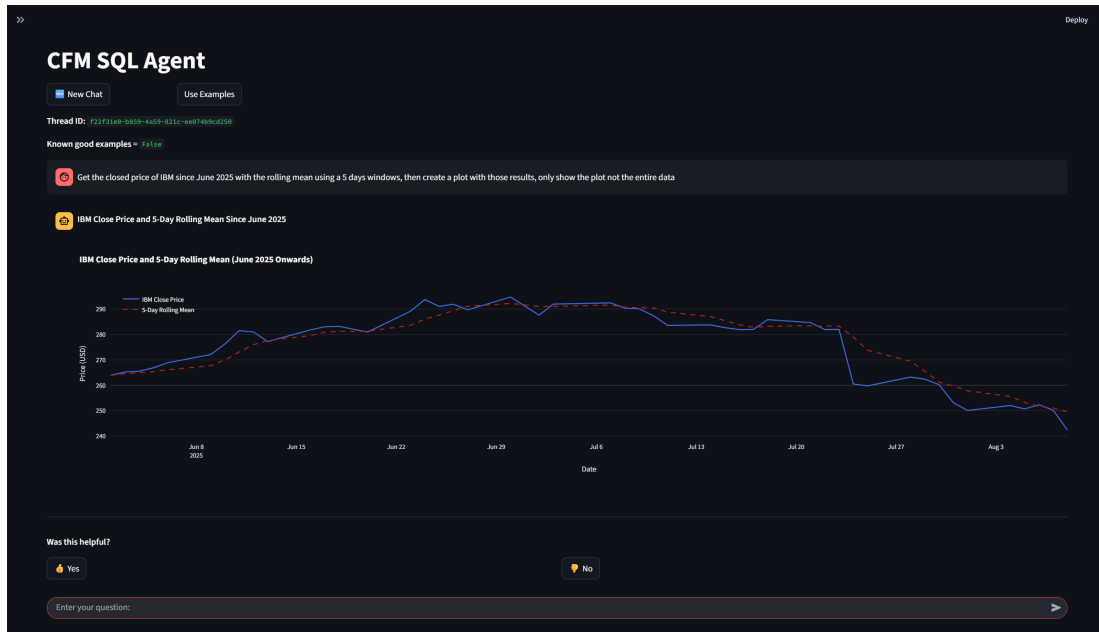 Deploy
CFM SQL Agent
New Chat
Use Examples
Thread ID: f22f31e0-b859-4a59-821c-ee074b9cd250
Known good examples = False
Get the closed price of IBM since June 2025 with the rolling mean using a 5 days windows, then create a plot with those results, only show the plot not the entire data
IBM Close Price and 5-Day Rolling Mean Since June 2025
IBM Close Price and 5-Day Rolling Mean (June 2025 Onwards)
IBM Close Price
5-Day Rolling Mean
290
280
270
260
250
240
Price (USD)
Jun 8
2025
Jun 15
Jun 22
Jun 29
Jul 6
Jul 13
Jul 20
Jul 27
Aug 3
Date
Was this helpful?
Yes
No
Enter your question: